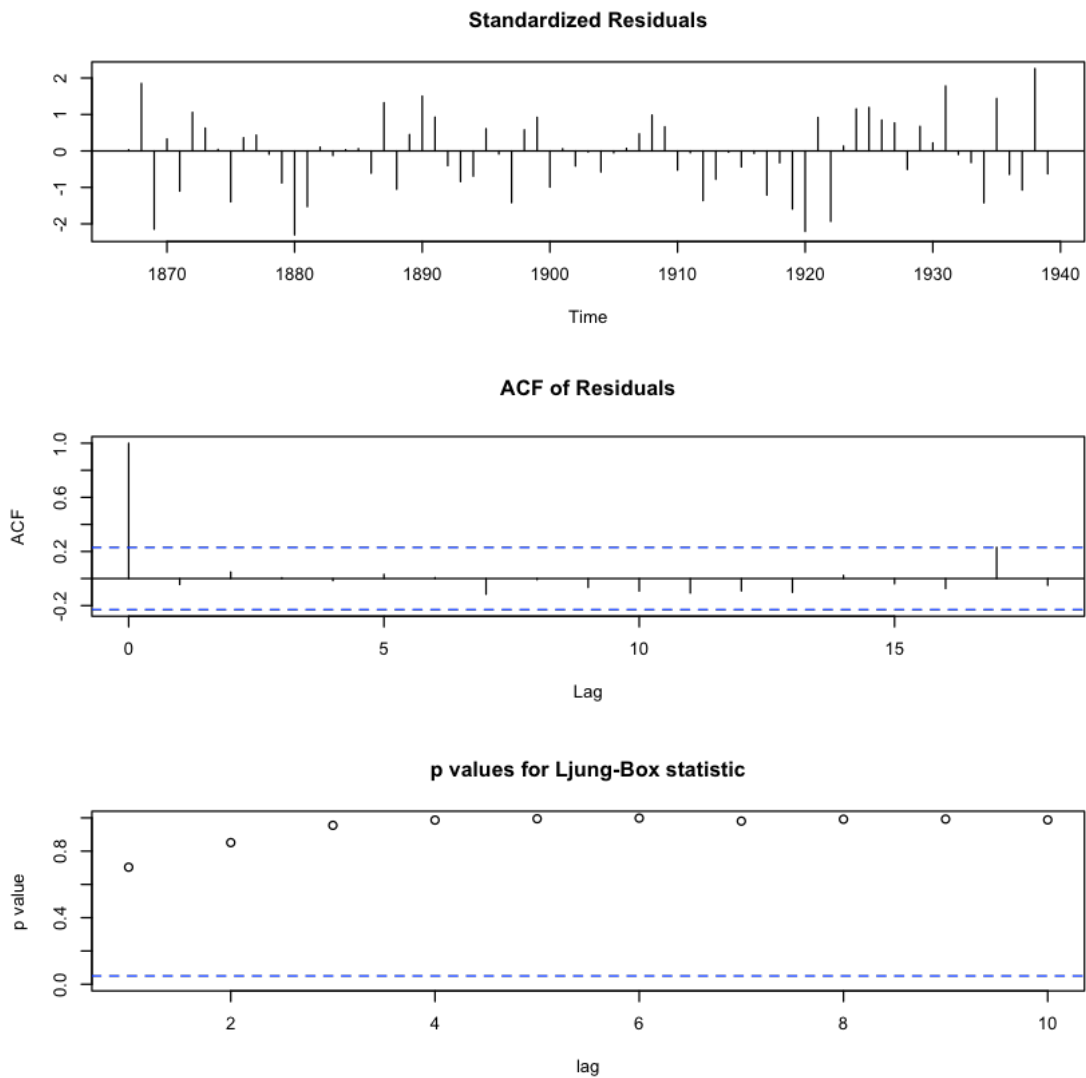 Standardized Residuals
2
1
0
-1
-2
1870 1880 1890 1900 1910 1920 1930 1940
Time
ACF of Residuals
ACF
1.0
0.6
0.2
-0.2
0 5 10 15
Lag
p values for Ljung-Box statistic
p value
0.8
0.4
0.0
2 4 6 8 10
lag